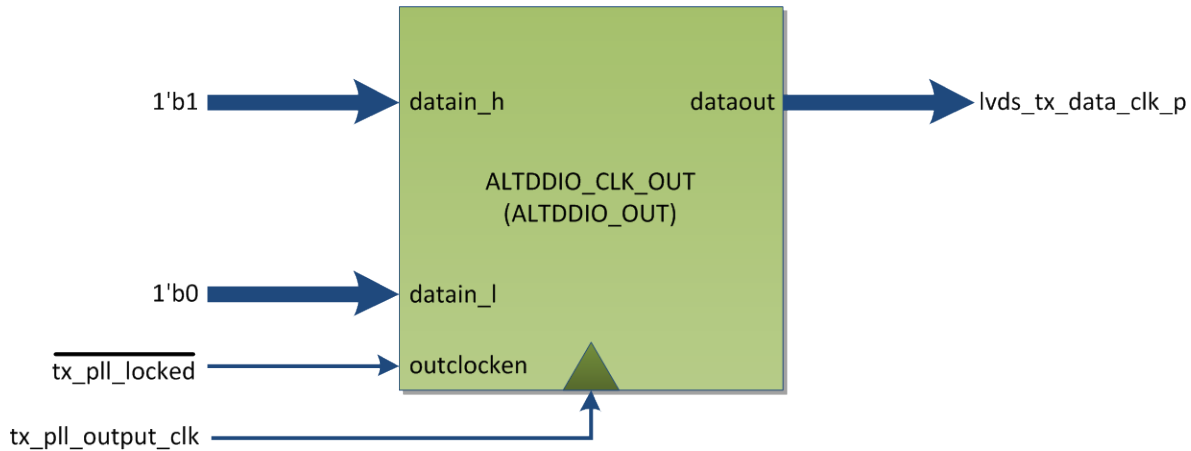 1'b1
datain_h
dataout
lvds_tx_data_clk_p
ALTDDIO_CLK_OUT
(ALTDDIO_OUT)
1'b0
datain_l
tx_pll_locked
outclocken
tx_pll_output_clk